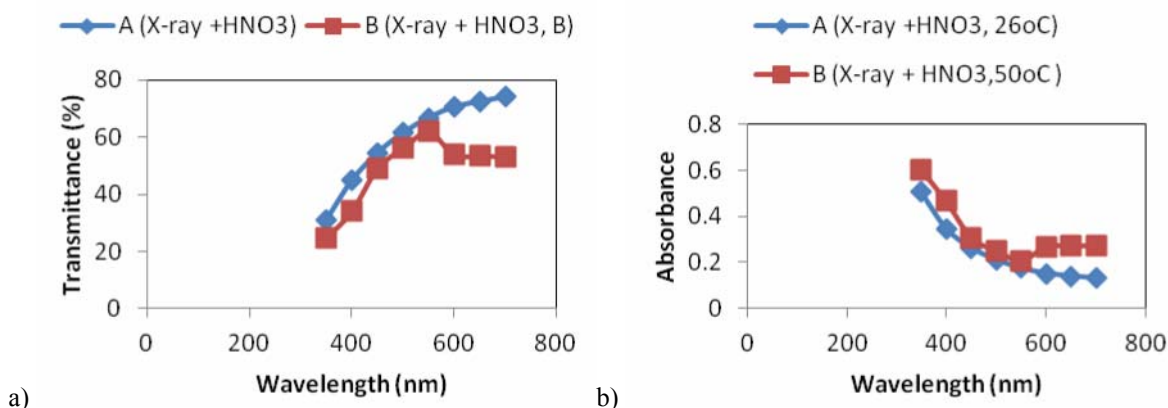 A (X-ray +HNO3) B (X-ray + HNO3, B)
80
60
40
20
0
Transmittance (%)
0 200 400 600 800
Wavelength (nm)
a)
A (X-ray +HNO3, 26oC)
B (X-ray + HNO3,50oC)
0.8
0.6
0.4
0.2
0
Absorbance
0 200 400 600 800
Wavelength (nm)
b)